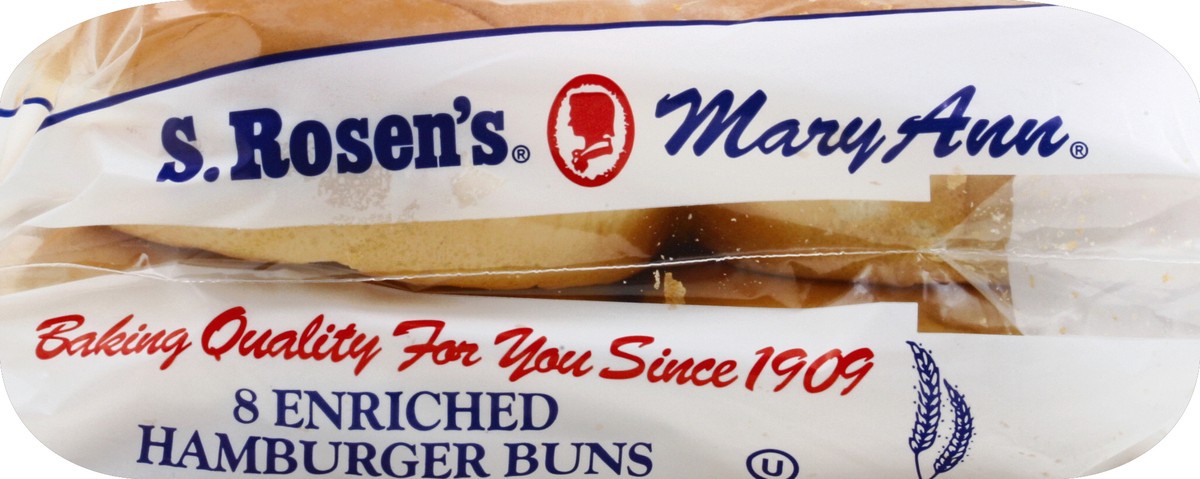 S. Rosen's® Mary Ann®
Baking Quality For You Since 1909
8 ENRICHED
HAMBURGER BUNS
U